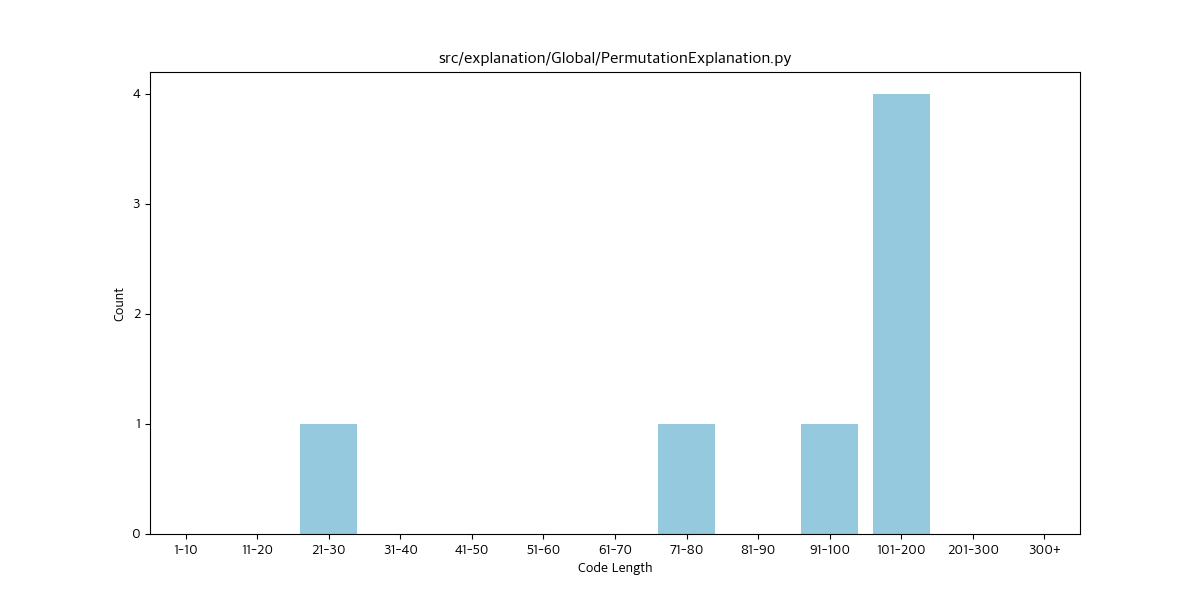 src/explanation/Global/PermutationExplanation.py
Count
4
3
2
1
0
1-10 11-20 21-30 31-40 41-50 51-60 61-70 71-80 81-90 91-100 101-200 201-300 300+
Code Length